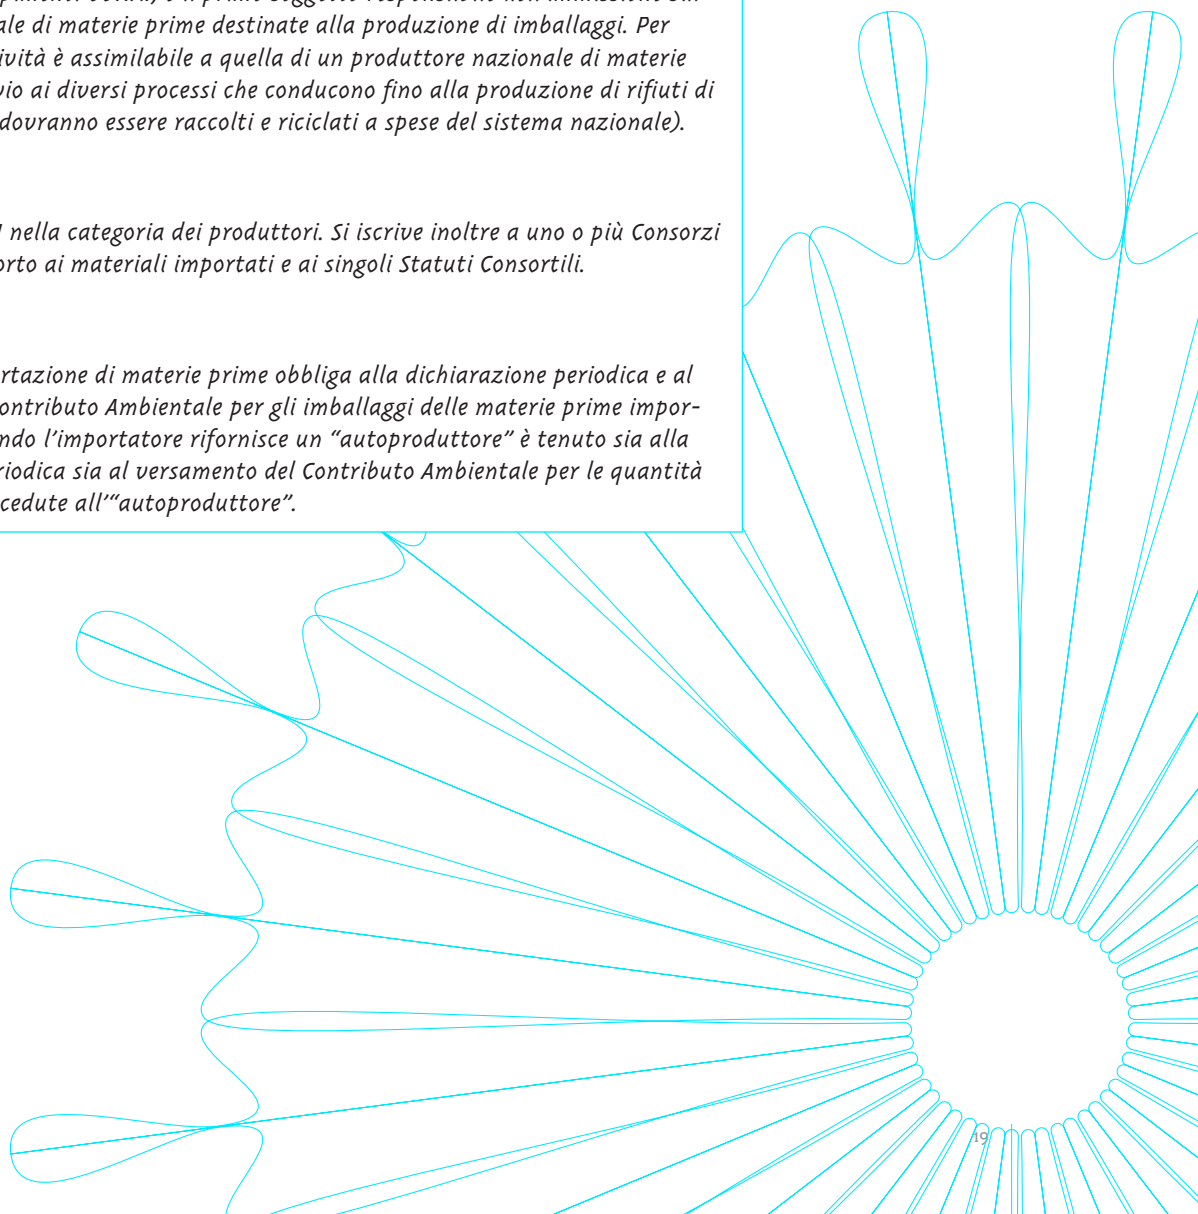 ale di materie prime destinate alla produzione di imballaggi. Per
ività è assimilabile a quella di un produttore nazionale di materie
vio ai diversi processi che conducono fino alla produzione di rifiuti di
dovranno essere raccolti e riciclati a spese del sistema nazionale).
nella categoria dei produttori. Si iscrive inoltre a uno o più Consorzi
orto ai materiali importati e ai singoli Statuti Consortili.
rtazione di materie prime obbliga alla dichiarazione periodica e al
ontributo Ambientale per gli imballaggi delle materie prime impor-
ndo l’importatore rifornisce un “autoproduttore” è tenuto sia alla
riodica sia al versamento del Contributo Ambientale per le quantità
cedute all’“autoproduttore”.
19